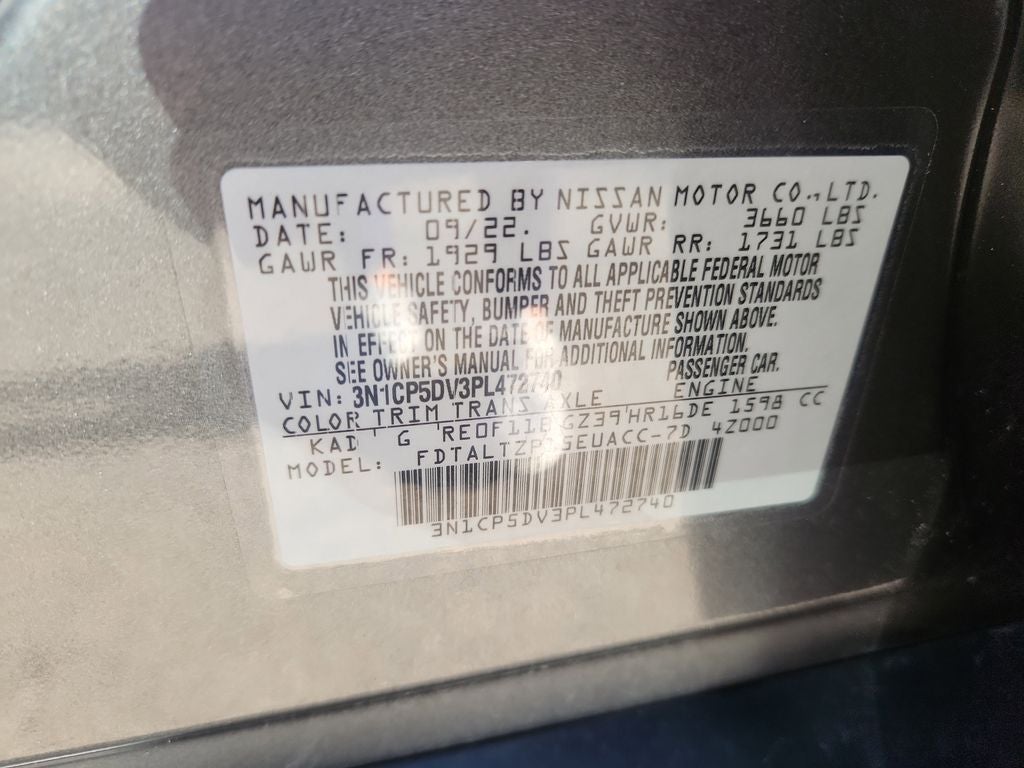 MANUFACTURED BY NISSAN MOTOR CO.,LTD.
DATE: 09/22. GVWR: 3660 LBS
GAWR FR: 1929 LBS GAWR RR: 1731 LBS
THIS VEHICLE CONFORMS TO ALL APPLICABLE FEDERAL MOTOR
VEHICLE SAFETY, BUMPER AND THEFT PREVENTION STANDARDS
IN EFFECT ON THE DATE OF MANUFACTURE SHOWN ABOVE.
SEE OWNER'S MANUAL FOR ADDITIONAL INFORMATION.
VIN: 3N1CP5DV3PL472740 PASSENGER CAR.
COLOR TRIM TRANS AXLE ENGINE
KAD G GZ39 HR16DE 1598 CC
MODEL: 4Z000
3N1CP5DV3PL472740